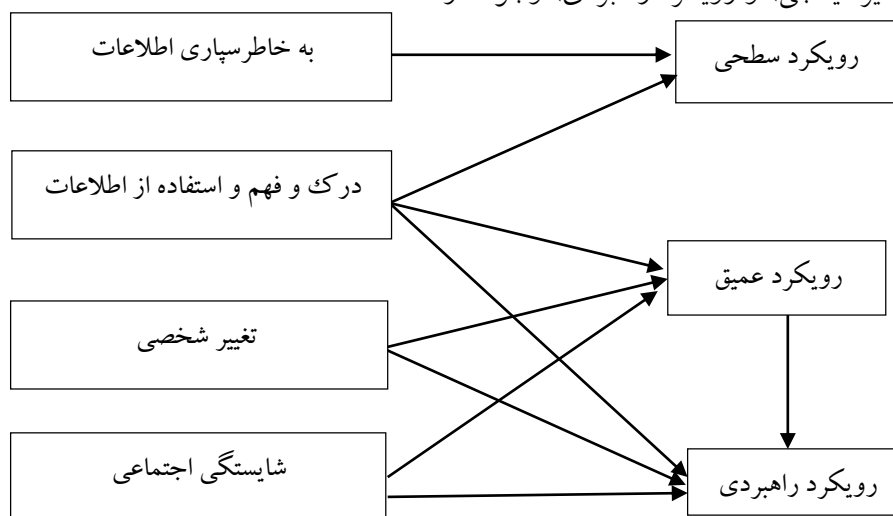 به خاطرسپاری اطلاعات
رویکرد سطحی
درک و فهم و استفاده از اطلاعات
رویکرد عمیق
تغییر شخصی
شایستگی اجتماعی
رویکرد راهبردی